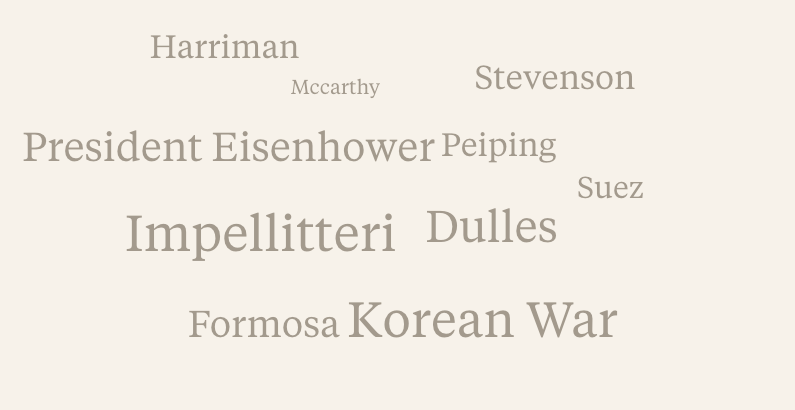 Harriman
Stevenson
Mccarthy
President Eisenhower
Peiping
Suez
Impellitteri
Dulles
Formosa
Korean War